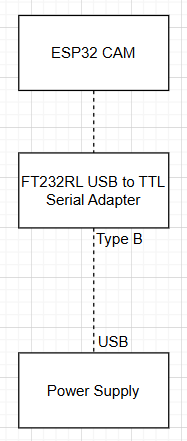 ESP32 CAM
FT232RL USB to TTL
Serial Adapter
Type B
USB
Power Supply